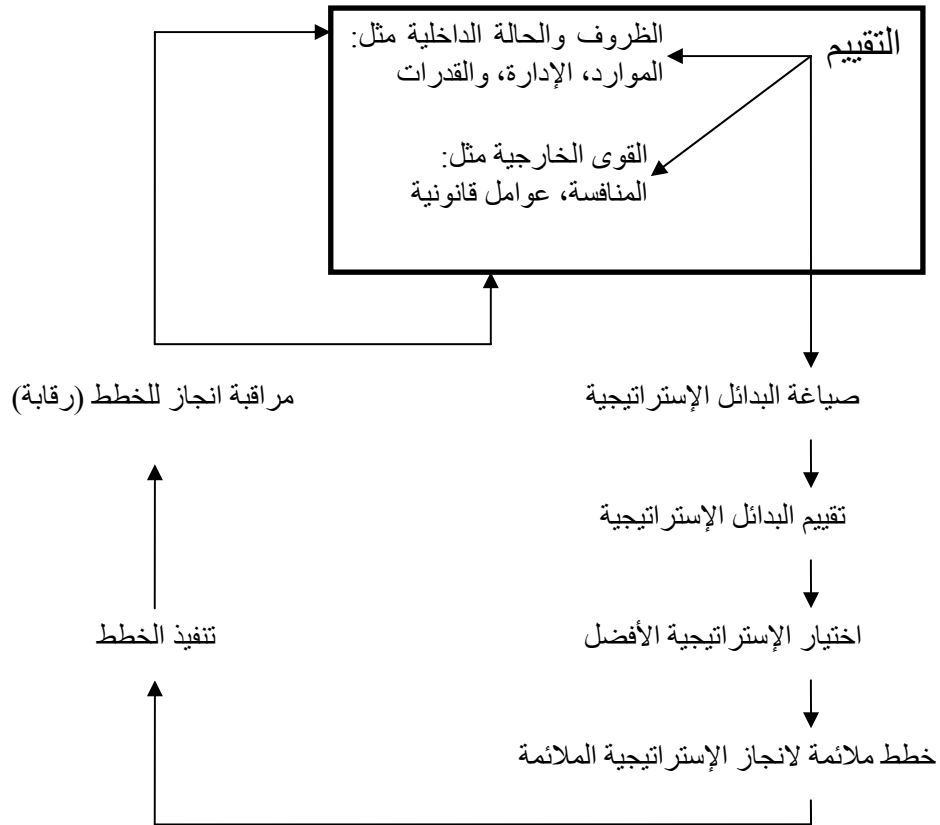 التقييم
الظروف والحالة الداخلية مثل:
الموارد، الإدارة، والقدرات
القوى الخارجية مثل:
المنافسة، عوامل قانونية
صياغة البدائل الإستراتيجية
تقييم البدائل الإستراتيجية
اختيار الإستراتيجية الأفضل
خطط ملائمة لانجاز الإستراتيجية الملائمة
تنفيذ الخطط
مراقبة انجاز للخطط (رقابة)